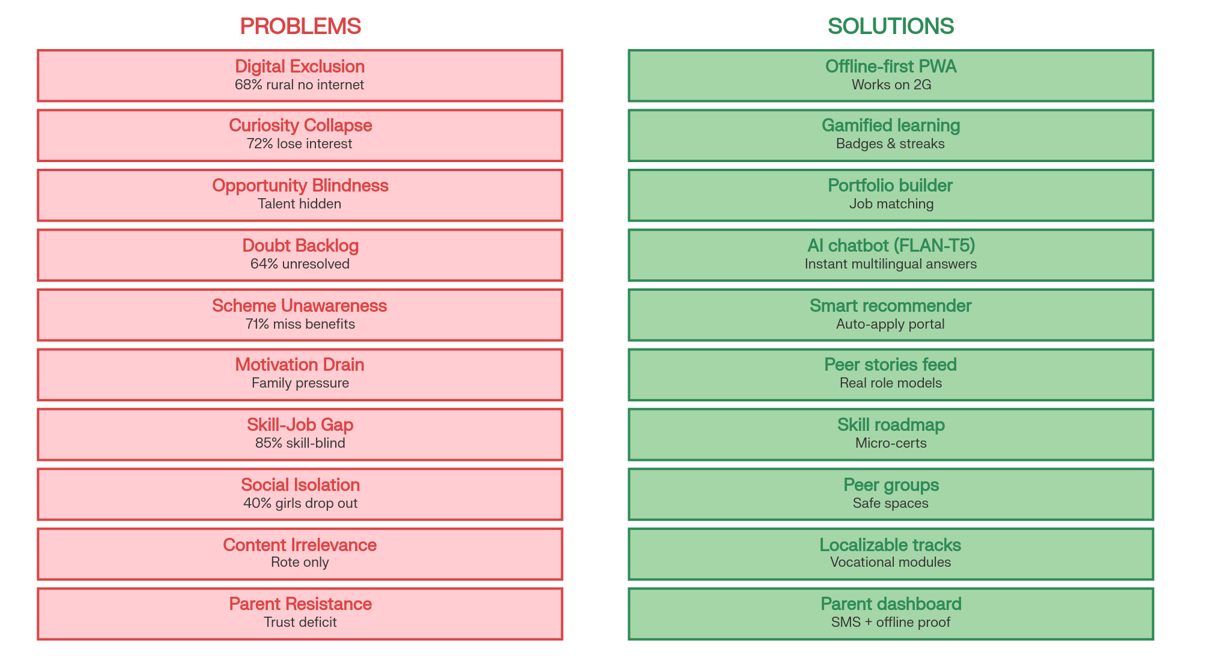 PROBLEMS
SOLUTIONS
Digital Exclusion
68% rural no internet
Offline-first PWA
Works on 2G
Curiosity Collapse
72% lose interest
Gamified learning
Badges & streaks
Opportunity Blindness
Talent hidden
Portfolio builder
Job matching
Doubt Backlog
64% unresolved
AI chatbot (FLAN-T5)
Instant multilingual answers
Scheme Unawareness
71% miss benefits
Smart recommender
Auto-apply portal
Motivation Drain
Family pressure
Peer stories feed
Real role models
Skill-Job Gap
85% skill-blind
Skill roadmap
Micro-certs
Social Isolation
40% girls drop out
Peer groups
Safe spaces
Content Irrelevance
Rote only
Localizable tracks
Vocational modules
Parent Resistance
Trust deficit
Parent dashboard
SMS + offline proof